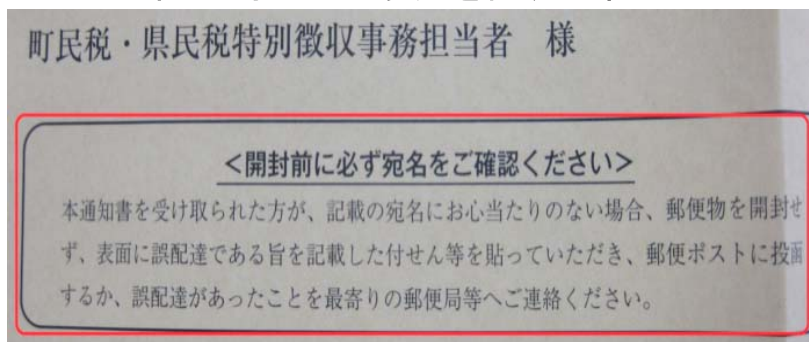 町民税・県民税特別徴収事務担当者　様
＜開封前に必ず宛名をご確認ください＞
本通知書を受け取られた方が、記載の宛名にお心当たりのない場合、郵便物を開封せ
ず、表面に誤配達である旨を記載した付せん等を貼っていただき、郵便ポストに投函
するか、誤配達があったことを最寄りの郵便局等へご連絡ください。